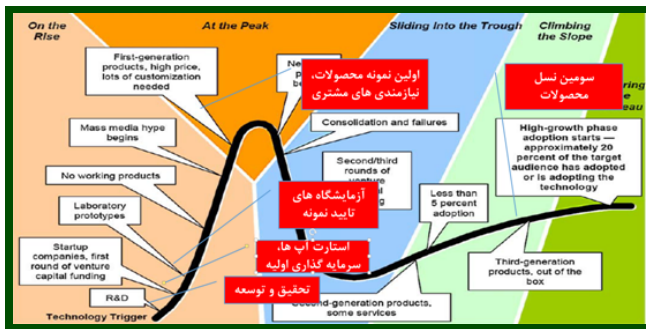 On the
Rise
At the Peak
Sliding Into the Trough
Climbing
the Slope
First-generation
products, high price,
lots of customization
needed
اولین نمونه محصولات،
نیازمندی های مشتری
سومین نسل
محصولات
Mass media hype
begins
Consolidation and failures
High-growth phase
adoption starts —
approximately 20
percent of the target
audience has adopted
or is adopting the
technology
No working products
Second/third
rounds of
Laboratory
prototypes
آزمایشگاه های
تایید نمونه
Less than
5 percent
adoption
Startup
companies, first
round of venture
capital funding
استارت آپ ها،
سرمایه گذاری اولیه
Third-generation
products, out of the
box
R&D
تحقیق و توسعه
products,
some services
Technology Trigger